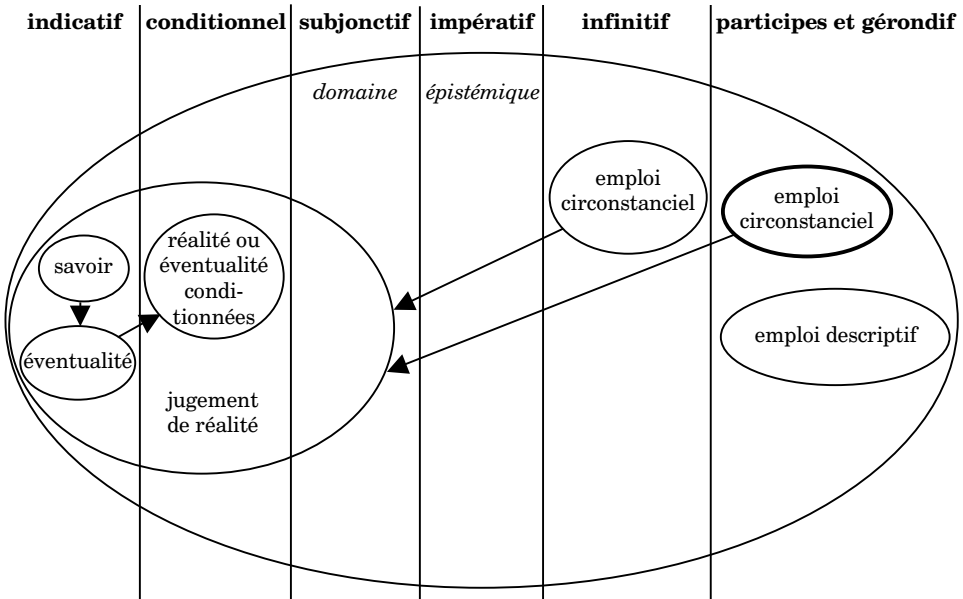 indicatif conditionnel subjonctif impératif infinitif participes et gérondif
domaine épistémique
emploi
circonstanciel
emploi
circonstanciel
savoir
réalité ou
éventualité
condi-
tionnées
éventualité
emploi descriptif
jugement
de réalité